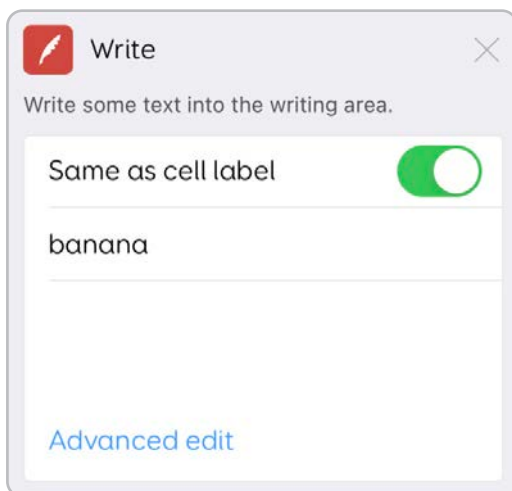 Write
Write some text into the writing area.
Same as cell label
banana
Advanced edit